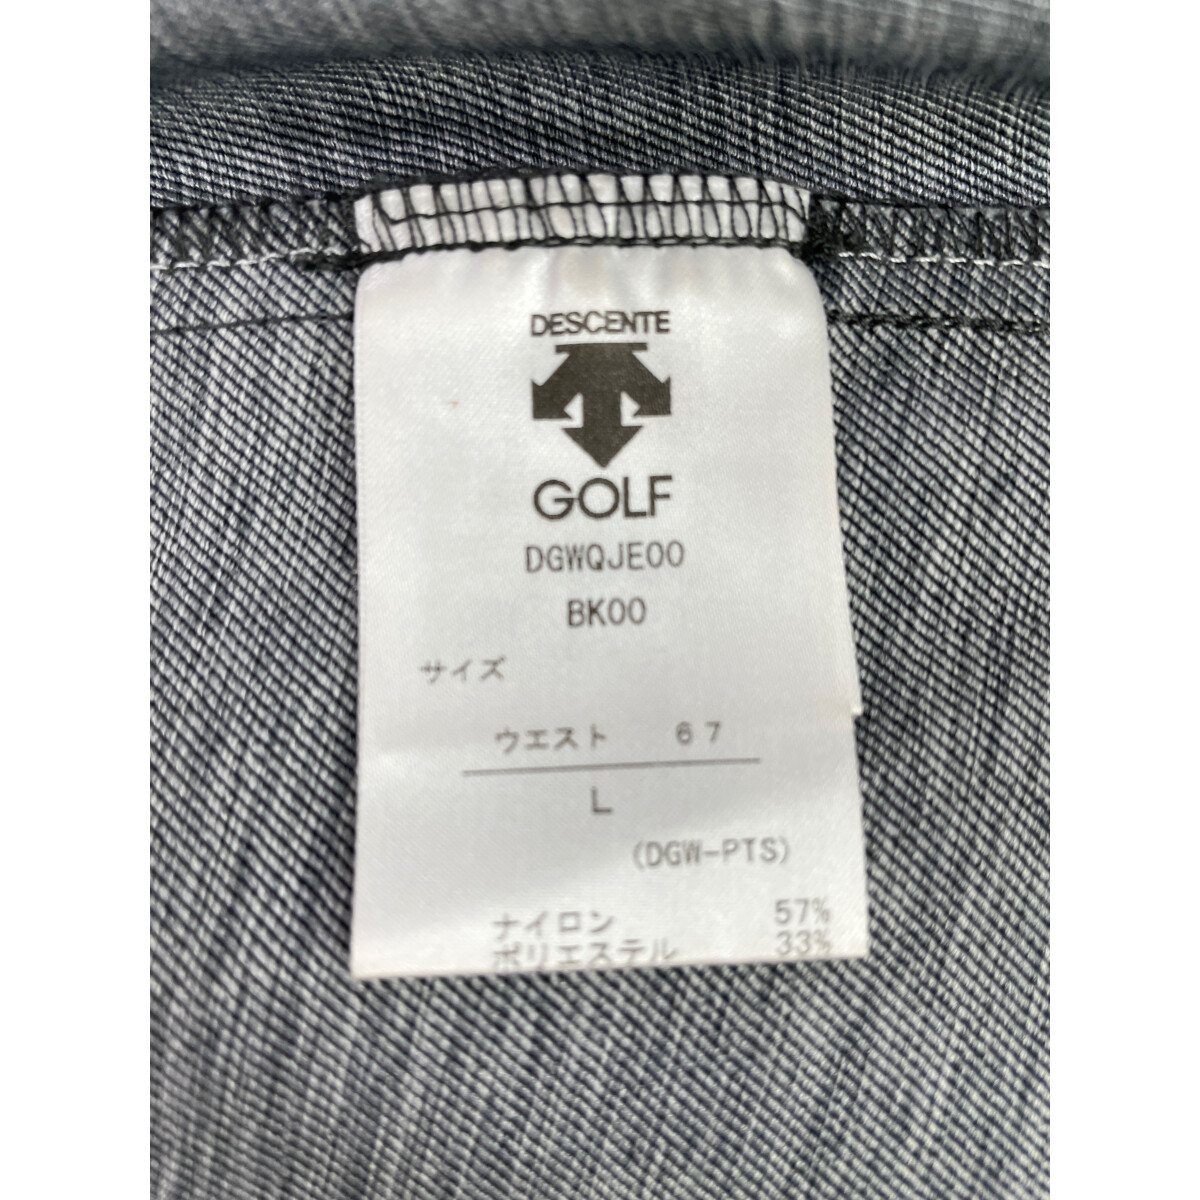 DESCENTE
GOLF
DGWQJE00
BK00
サイズ
ウエスト 67
L
(DGW-PTS)
ナイロン 57%
ポリエステル 33%